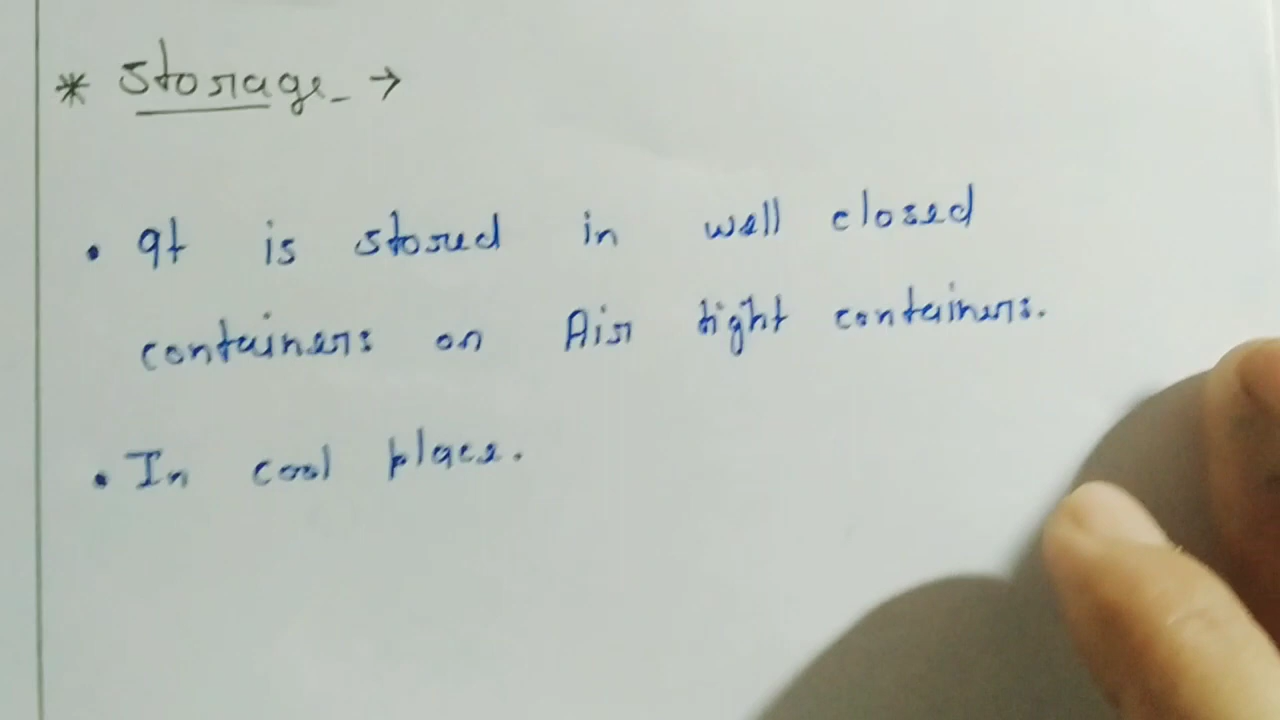 * Storage →
• It is stored in well closed
containers or Air tight containers.
• In cool place.